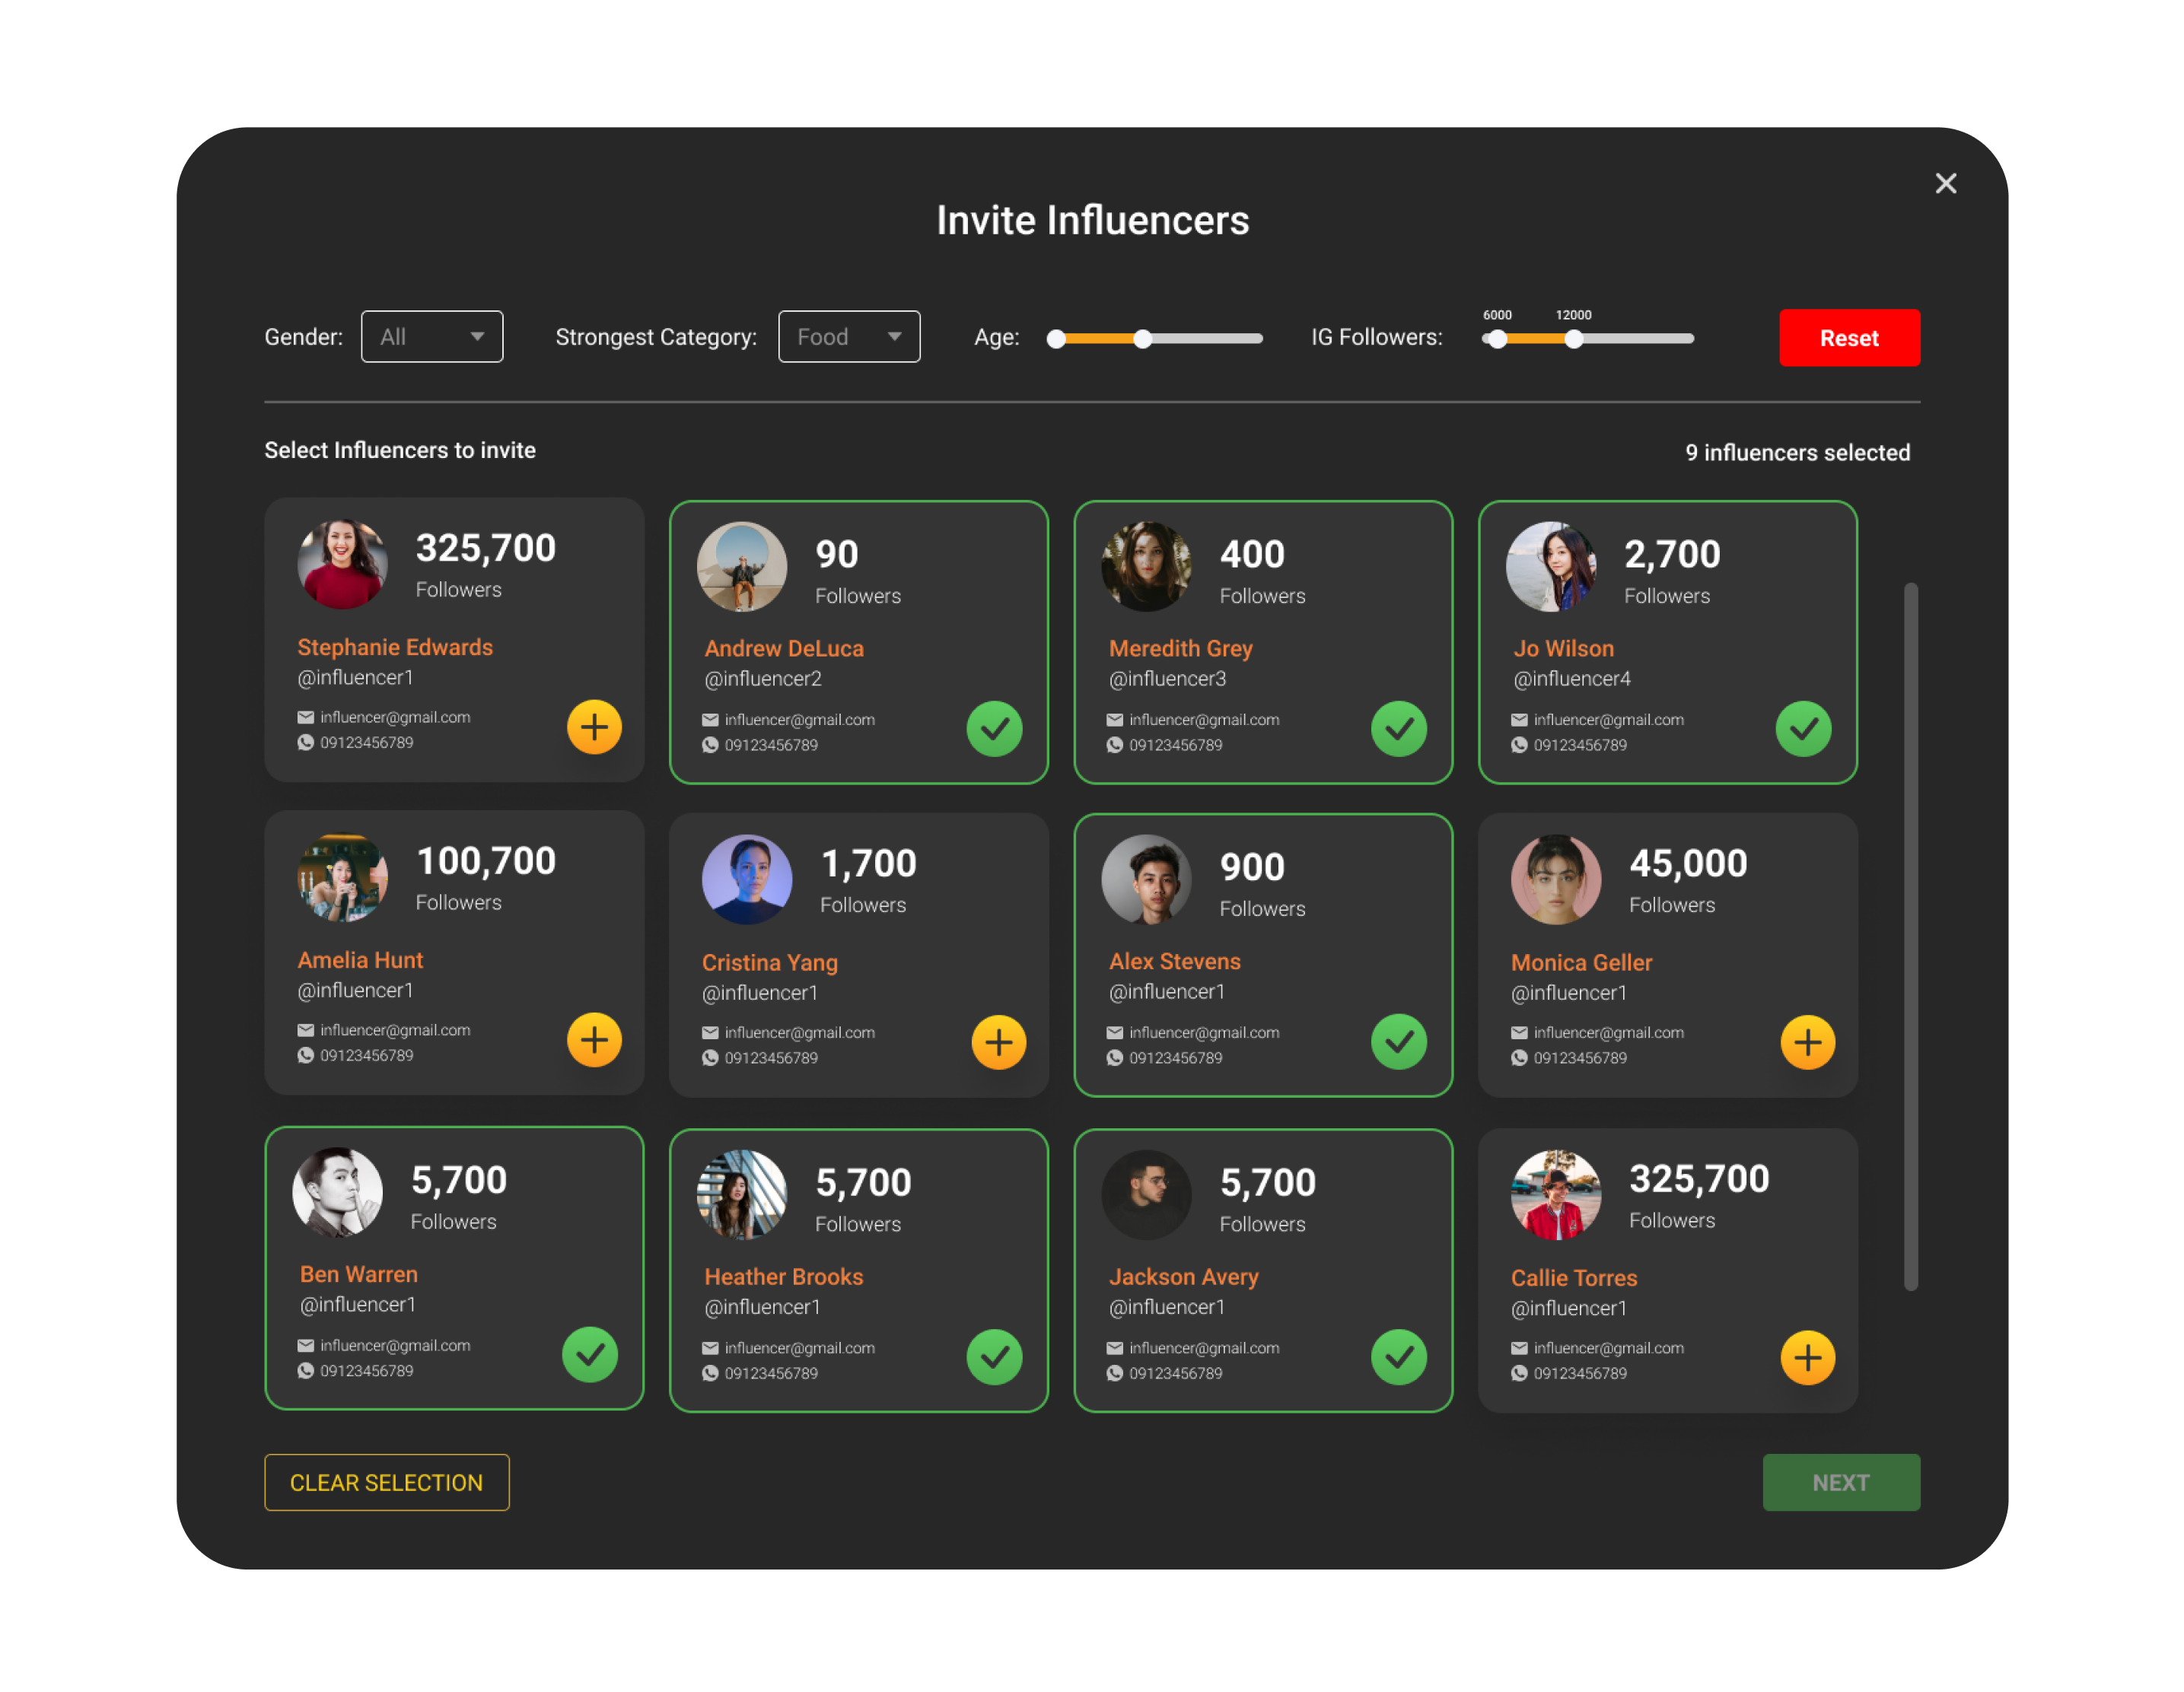 Invite Influencers
Gender: All Strongest Category: Food Age: IG Followers: 6000 12000 Reset
Select Influencers to invite 9 influencers selected
325,700
Followers
Stephanie Edwards
@influencer1
influencer@gmail.com
09123456789
90
Followers
Andrew DeLuca
@influencer2
influencer@gmail.com
09123456789
400
Followers
Meredith Grey
@influencer3
influencer@gmail.com
09123456789
2,700
Followers
Jo Wilson
@influencer4
influencer@gmail.com
09123456789
100,700
Followers
Amelia Hunt
@influencer1
influencer@gmail.com
09123456789
1,700
Followers
Cristina Yang
@influencer1
influencer@gmail.com
09123456789
900
Followers
Alex Stevens
@influencer1
influencer@gmail.com
09123456789
45,000
Followers
Monica Geller
@influencer1
influencer@gmail.com
09123456789
5,700
Followers
Ben Warren
@influencer1
influencer@gmail.com
09123456789
5,700
Followers
Heather Brooks
@influencer1
influencer@gmail.com
09123456789
5,700
Followers
Jackson Avery
@influencer1
influencer@gmail.com
09123456789
325,700
Followers
Callie Torres
@influencer1
influencer@gmail.com
09123456789
CLEAR SELECTION NEXT